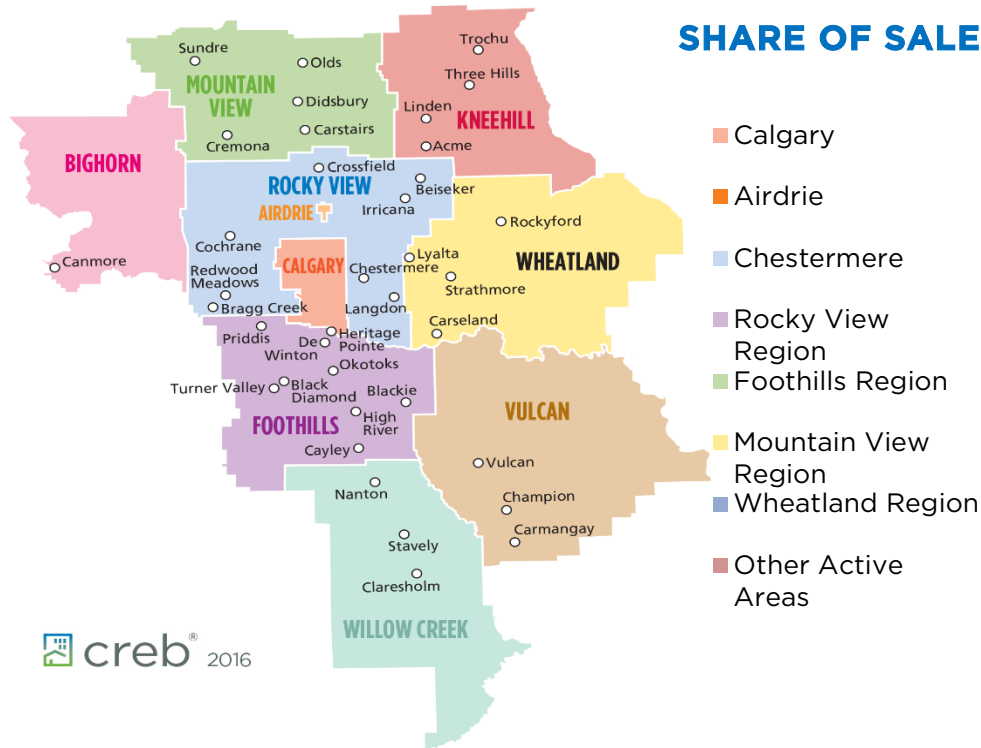 SHARE OF SALE
Trochu
Sundre
Olds
Three Hills
MOUNTAIN
VIEW
Didsbury
Linden
KNEEHILL
Carstairs
Cremona
Acme
BIGHORN
Crossfield
ROCKY VIEW
Beiseker
Irricana
AIRDRIE
Rockyford
Cochrane
Lyalta
Canmore
CALGARY
Chestermere
WHEATLAND
Redwood
Meadows
Strathmore
Bragg Creek
Langdon
Carseland
Priddis
Heritage
Pointe
De
Winton
Okotoks
Turner Valley
Black
Diamond
Blackie
FOOTHILLS
High
River
VULCAN
Cayley
Vulcan
Nanton
Champion
Carmangay
Stavely
Claresholm
WILLOW CREEK
creb® 2016
Calgary
Airdrie
Chestermere
Rocky View
Region
Foothills Region
Mountain View
Region
Wheatland Region
Other Active
Areas